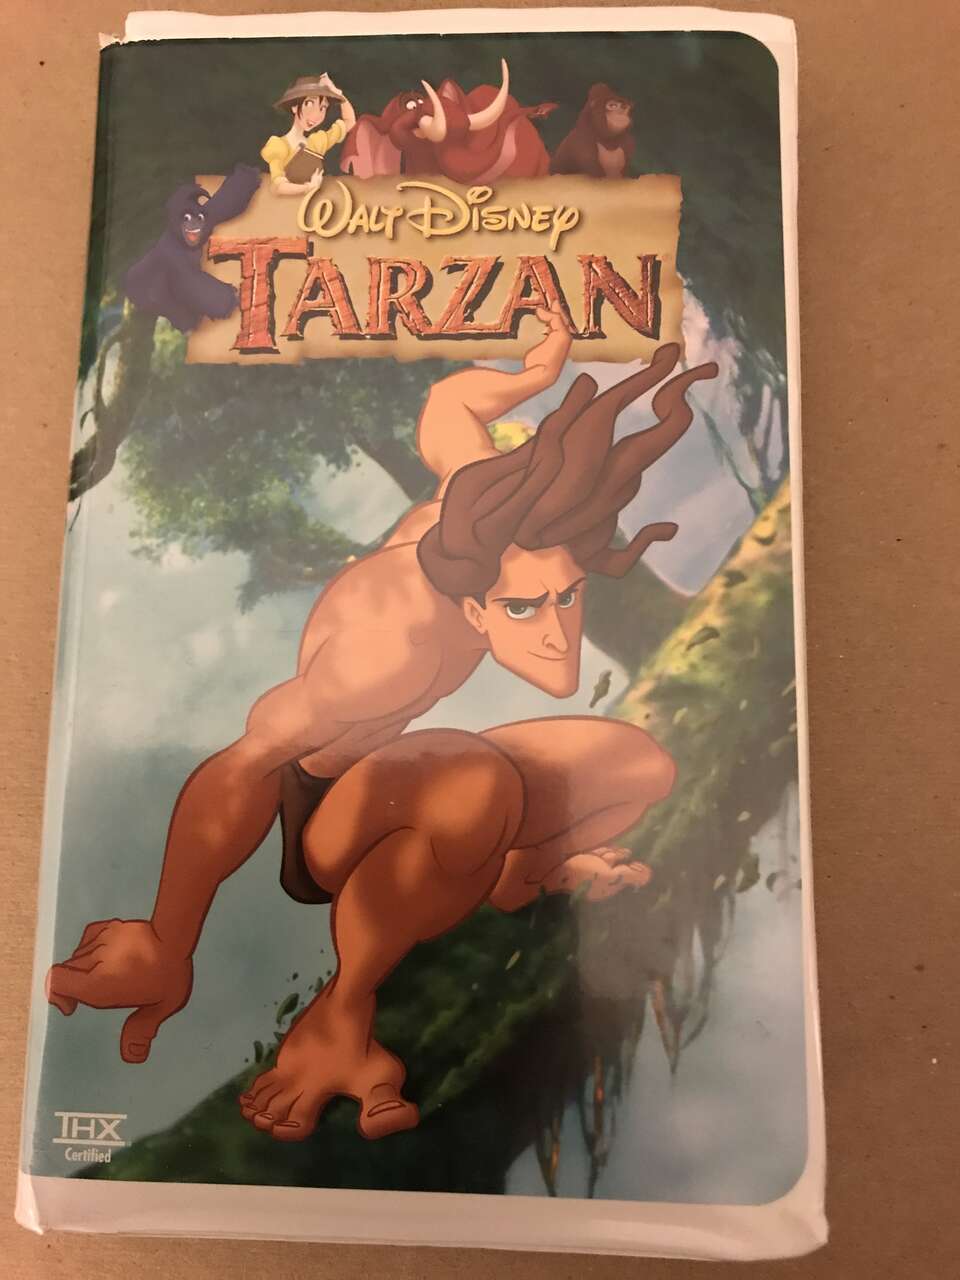 WALT DISNEY
TARZAN
THX
Certified